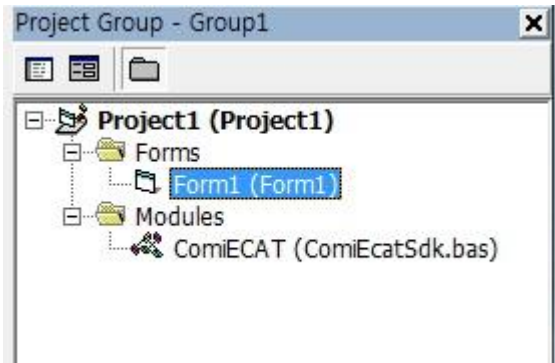 Project Group - Group1
Project1 (Project1)
Forms
Form1 (Form1)
Modules
ComiECAT (ComiEcatSdk.bas)